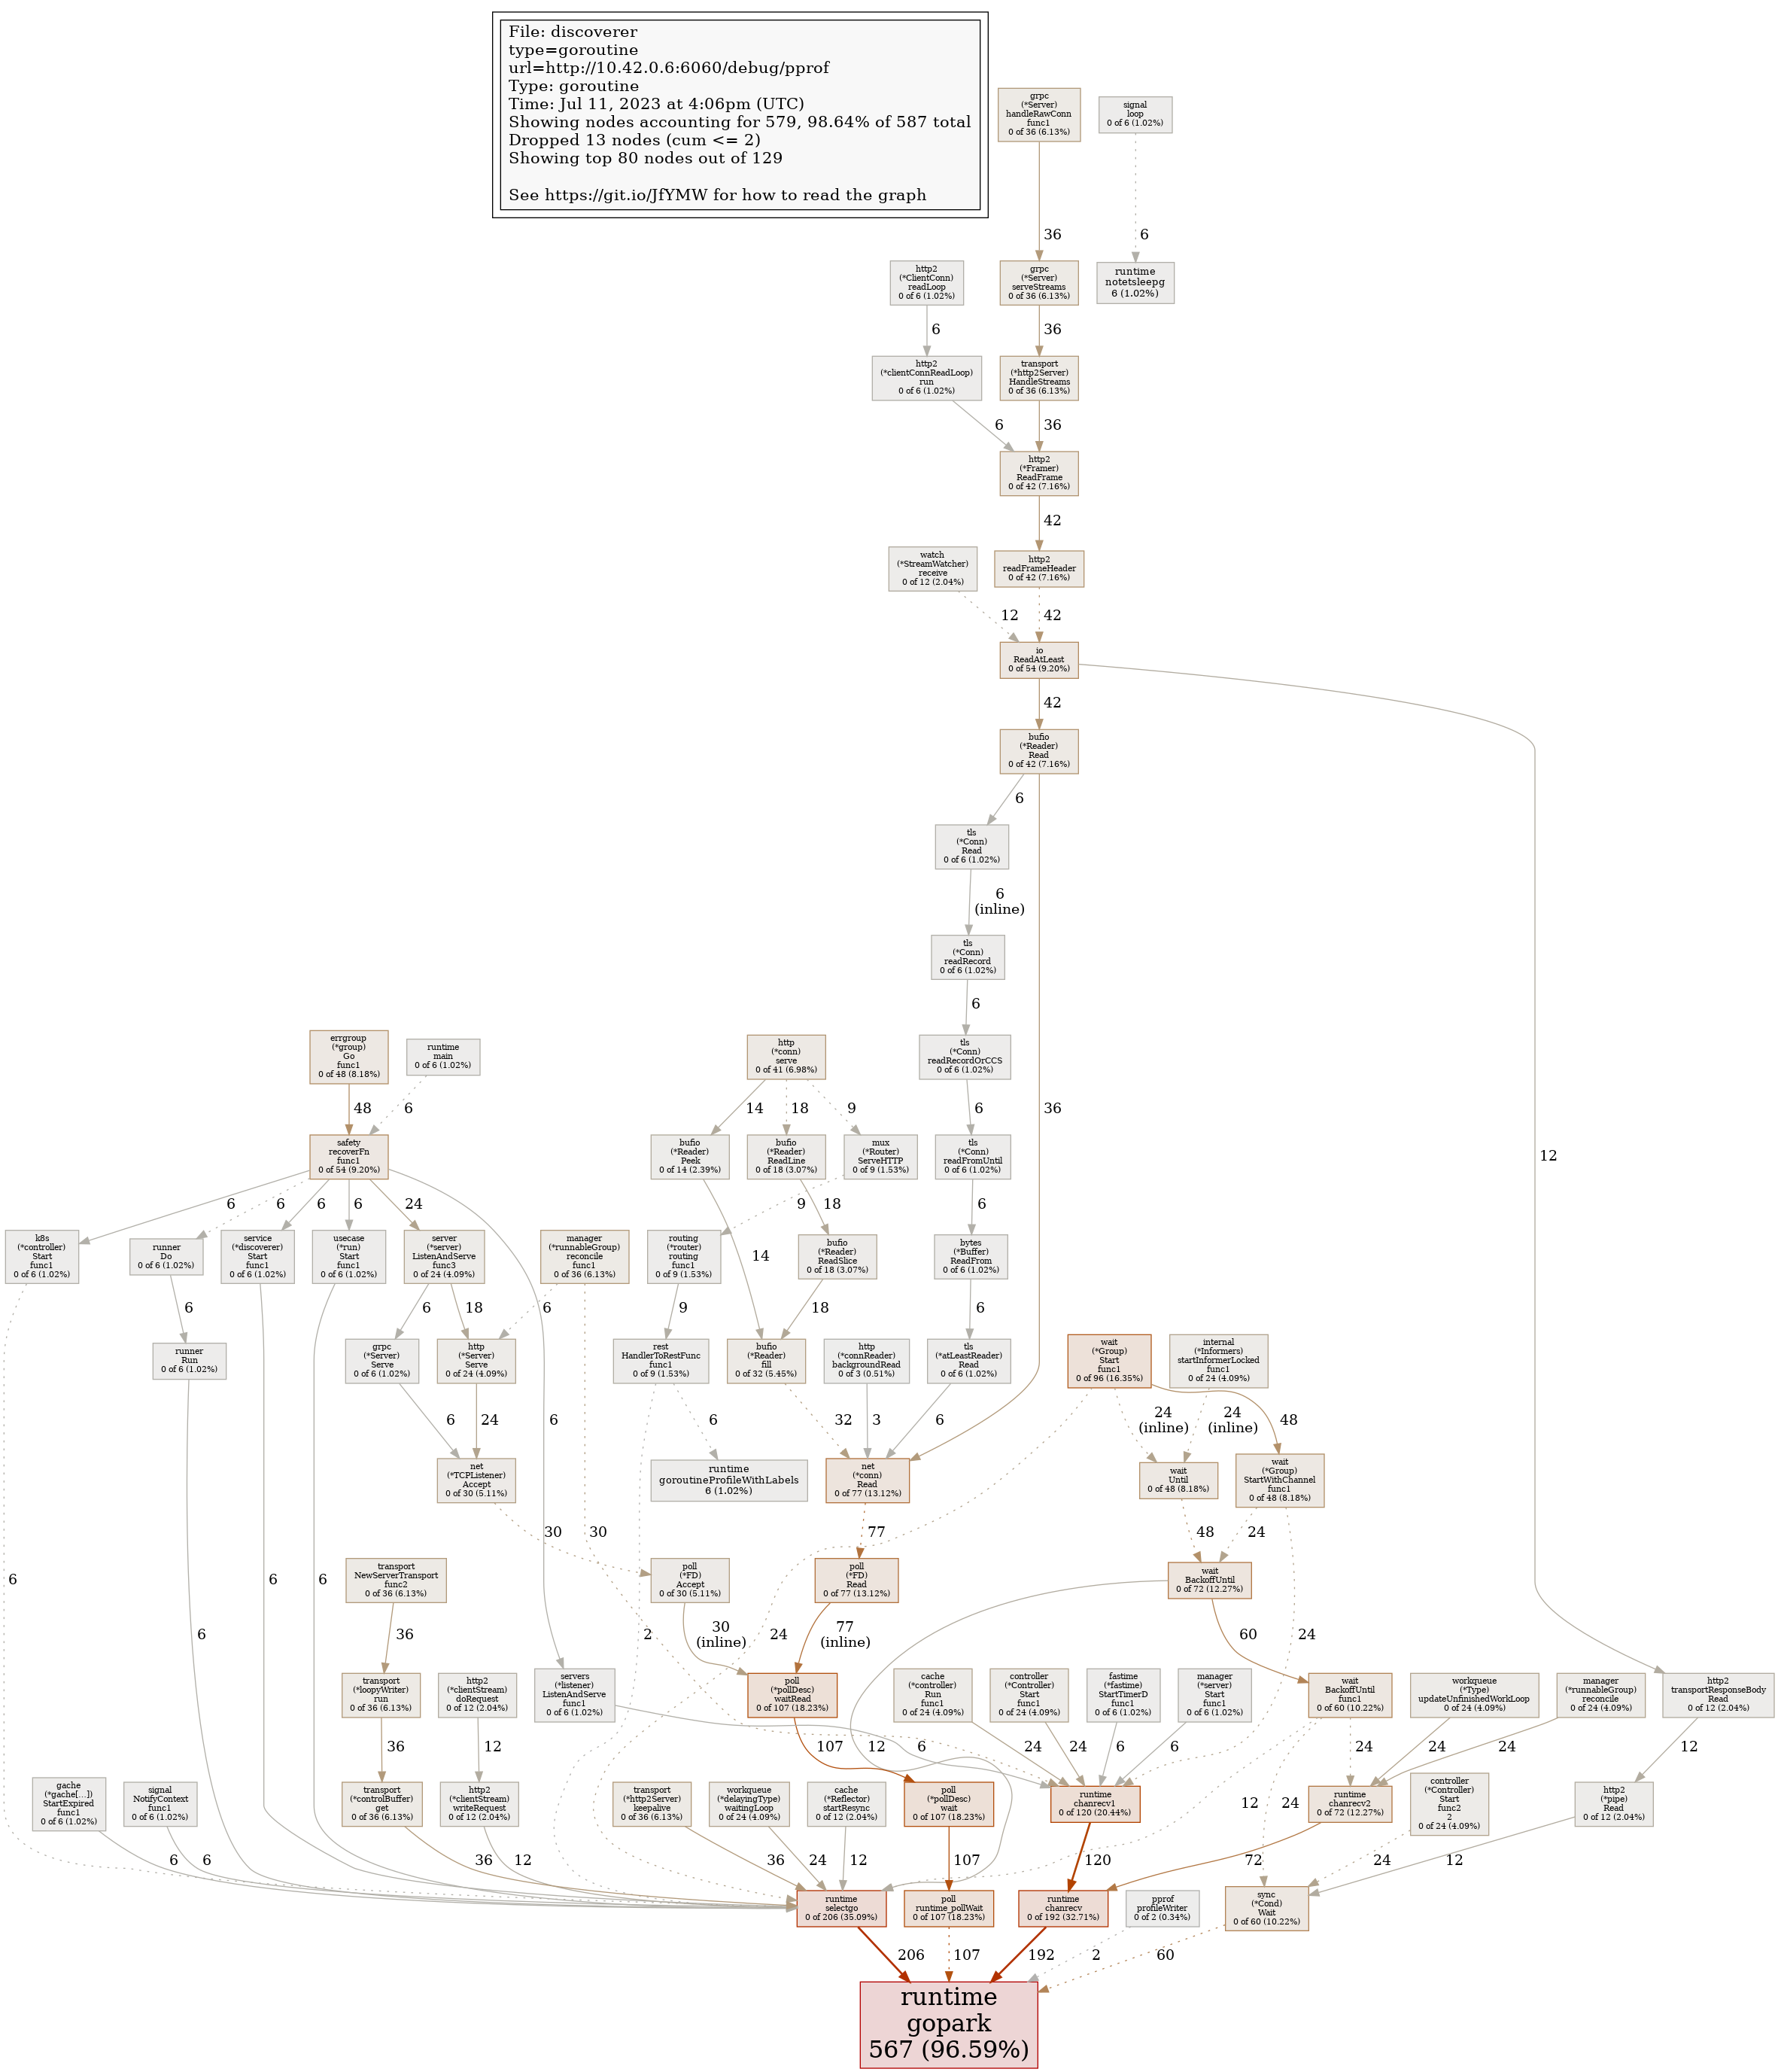 File: discoverer
type=goroutine
url=http://10.42.0.6:6060/debug/pprof
Type: goroutine
Time: Jul 11, 2023 at 4:06pm (UTC)
Showing nodes accounting for 579, 98.64% of 587 total
Dropped 13 nodes (cum <= 2)
Showing top 80 nodes out of 129
See https://git.io/JfYMW for how to read the graph
grpc
(*Server)
handleRawConn
func1
0 of 36 (6.13%)
signal
loop
0 of 6 (1.02%)
36
6
http2
(*ClientConn)
readLoop
0 of 6 (1.02%)
grpc
(*Server)
serveStreams
0 of 36 (6.13%)
runtime
notetsleepg
6 (1.02%)
6
36
http2
(*clientConnReadLoop)
run
0 of 6 (1.02%)
transport
(*http2Server)
HandleStreams
0 of 36 (6.13%)
6
36
http2
(*Framer)
ReadFrame
0 of 42 (7.16%)
42
watch
(*StreamWatcher)
receive
0 of 12 (2.04%)
http2
readFrameHeader
0 of 42 (7.16%)
12
42
io
ReadAtLeast
0 of 54 (9.20%)
42
bufio
(*Reader)
Read
0 of 42 (7.16%)
6
tls
(*Conn)
Read
0 of 6 (1.02%)
6
(inline)
tls
(*Conn)
readRecord
0 of 6 (1.02%)
6
errgroup
(*group)
Go
func1
0 of 48 (8.18%)
runtime
main
0 of 6 (1.02%)
http
(*conn)
serve
0 of 41 (6.98%)
tls
(*Conn)
readRecordOrCCS
0 of 6 (1.02%)
48
6
14
18
9
6
36
safety
recoverFn
func1
0 of 54 (9.20%)
bufio
(*Reader)
Peek
0 of 14 (2.39%)
bufio
(*Reader)
ReadLine
0 of 18 (3.07%)
mux
(*Router)
ServeHTTP
0 of 9 (1.53%)
tls
(*Conn)
readFromUntil
0 of 6 (1.02%)
12
6
6
6
6
24
9
18
6
k8s
(*controller)
Start
func1
0 of 6 (1.02%)
runner
Do
0 of 6 (1.02%)
service
(*discoverer)
Start
func1
0 of 6 (1.02%)
usecase
(*run)
Start
func1
0 of 6 (1.02%)
server
(*server)
ListenAndServe
func3
0 of 24 (4.09%)
manager
(*runnableGroup)
reconcile
func1
0 of 36 (6.13%)
routing
(*router)
routing
func1
0 of 9 (1.53%)
14
bufio
(*Reader)
ReadSlice
0 of 18 (3.07%)
bytes
(*Buffer)
ReadFrom
0 of 6 (1.02%)
6
6
18
6
9
18
6
runner
Run
0 of 6 (1.02%)
grpc
(*Server)
Serve
0 of 6 (1.02%)
http
(*Server)
Serve
0 of 24 (4.09%)
rest
HandlerToRestFunc
func1
0 of 9 (1.53%)
bufio
(*Reader)
fill
0 of 32 (5.45%)
http
(*connReader)
backgroundRead
0 of 3 (0.51%)
tls
(*atLeastReader)
Read
0 of 6 (1.02%)
wait
(*Group)
Start
func1
0 of 96 (16.35%)
internal
(*Informers)
startInformerLocked
func1
0 of 24 (4.09%)
6
24
6
6
32
3
6
24
(inline)
24
(inline)
48
net
(*TCPListener)
Accept
0 of 30 (5.11%)
runtime
goroutineProfileWithLabels
6 (1.02%)
net
(*conn)
Read
0 of 77 (13.12%)
wait
Until
0 of 48 (8.18%)
wait
(*Group)
StartWithChannel
func1
0 of 48 (8.18%)
30
30
77
48
24
6
6
6
transport
NewServerTransport
func2
0 of 36 (6.13%)
poll
(*FD)
Accept
0 of 30 (5.11%)
poll
(*FD)
Read
0 of 77 (13.12%)
wait
BackoffUntil
0 of 72 (12.27%)
6
36
2
30
(inline)
24
77
(inline)
60
24
transport
(*loopyWriter)
run
0 of 36 (6.13%)
http2
(*clientStream)
doRequest
0 of 12 (2.04%)
servers
(*listener)
ListenAndServe
func1
0 of 6 (1.02%)
poll
(*pollDesc)
waitRead
0 of 107 (18.23%)
cache
(*controller)
Run
func1
0 of 24 (4.09%)
controller
(*Controller)
Start
func1
0 of 24 (4.09%)
fastime
(*fastime)
StartTimerD
func1
0 of 6 (1.02%)
manager
(*server)
Start
func1
0 of 6 (1.02%)
wait
BackoffUntil
func1
0 of 60 (10.22%)
workqueue
(*Type)
updateUnfinishedWorkLoop
0 of 24 (4.09%)
manager
(*runnableGroup)
reconcile
0 of 24 (4.09%)
http2
transportResponseBody
Read
0 of 12 (2.04%)
36
12
107
12
6
24
24
6
6
24
24
24
12
gache
(*gache[...])
StartExpired
func1
0 of 6 (1.02%)
signal
NotifyContext
func1
0 of 6 (1.02%)
transport
(*controlBuffer)
get
0 of 36 (6.13%)
http2
(*clientStream)
writeRequest
0 of 12 (2.04%)
transport
(*http2Server)
keepalive
0 of 36 (6.13%)
workqueue
(*delayingType)
waitingLoop
0 of 24 (4.09%)
cache
(*Reflector)
startResync
0 of 12 (2.04%)
poll
(*pollDesc)
wait
0 of 107 (18.23%)
runtime
chanrecv1
0 of 120 (20.44%)
12
24
runtime
chanrecv2
0 of 72 (12.27%)
controller
(*Controller)
Start
func2
2
0 of 24 (4.09%)
http2
(*pipe)
Read
0 of 12 (2.04%)
6
6
36
12
36
24
12
107
120
72
24
12
runtime
selectgo
0 of 206 (35.09%)
poll
runtime_pollWait
0 of 107 (18.23%)
runtime
chanrecv
0 of 192 (32.71%)
pprof
profileWriter
0 of 2 (0.34%)
sync
(*Cond)
Wait
0 of 60 (10.22%)
206
107
192
2
60
runtime
gopark
567 (96.59%)